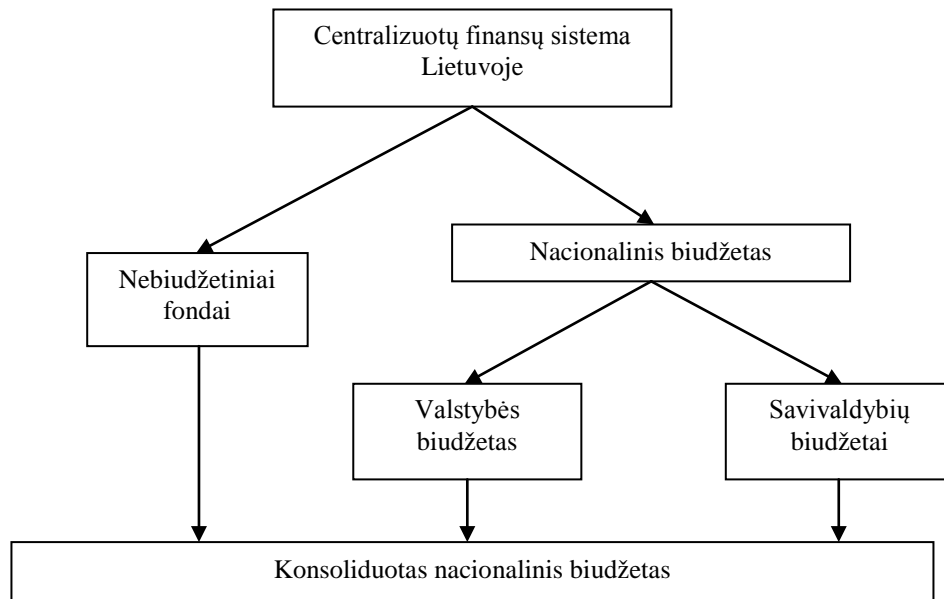 Centralizuotų finansų sistema
Lietuvoje
Nebiudžetiniai
fondai
Nacionalinis biudžetas
Valstybės
biudžetas
Savivaldybių
biudžetai
Konsoliduotas nacionalinis biudžetas